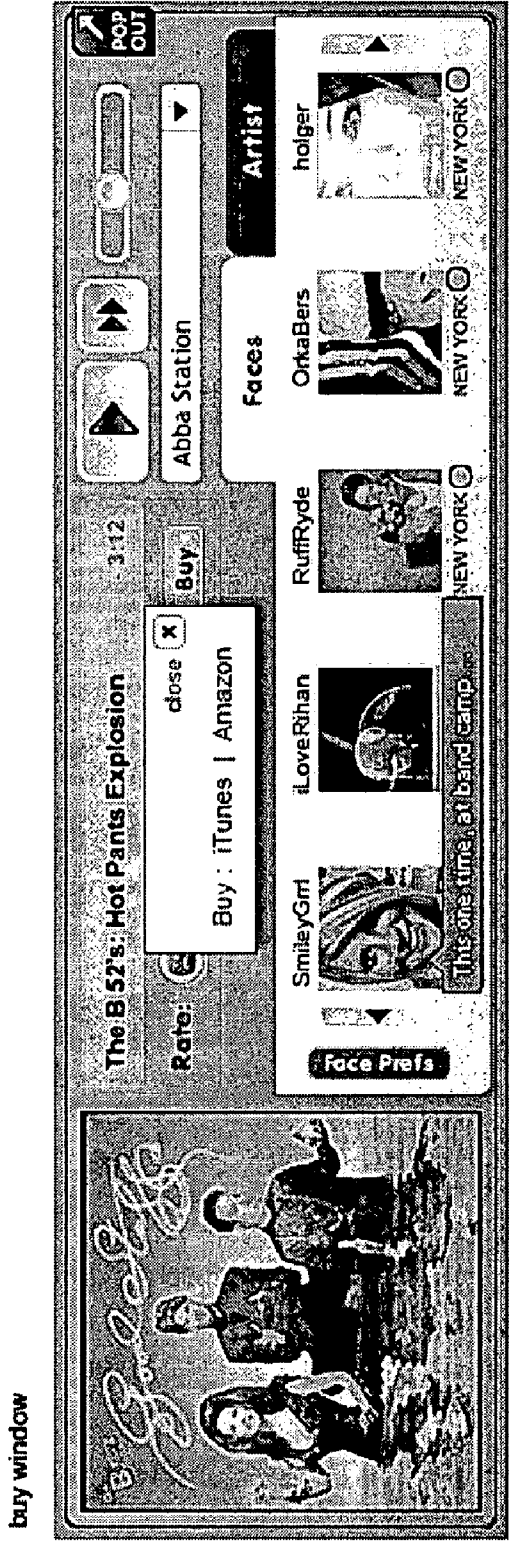 buy window
The B 52's: Hot Pants Explosion
- 3:12
POP
OUT
Rate:
Buy
close X
Buy : iTunes | Amazon
Abba Station
Faces
Artist
Face Prefs
SmileyGrrl
iLoveRihan
RuffRyde
OrkaBers
holger
NEW YORK
NEW YORK
NEW YORK
This one time, at band camp...